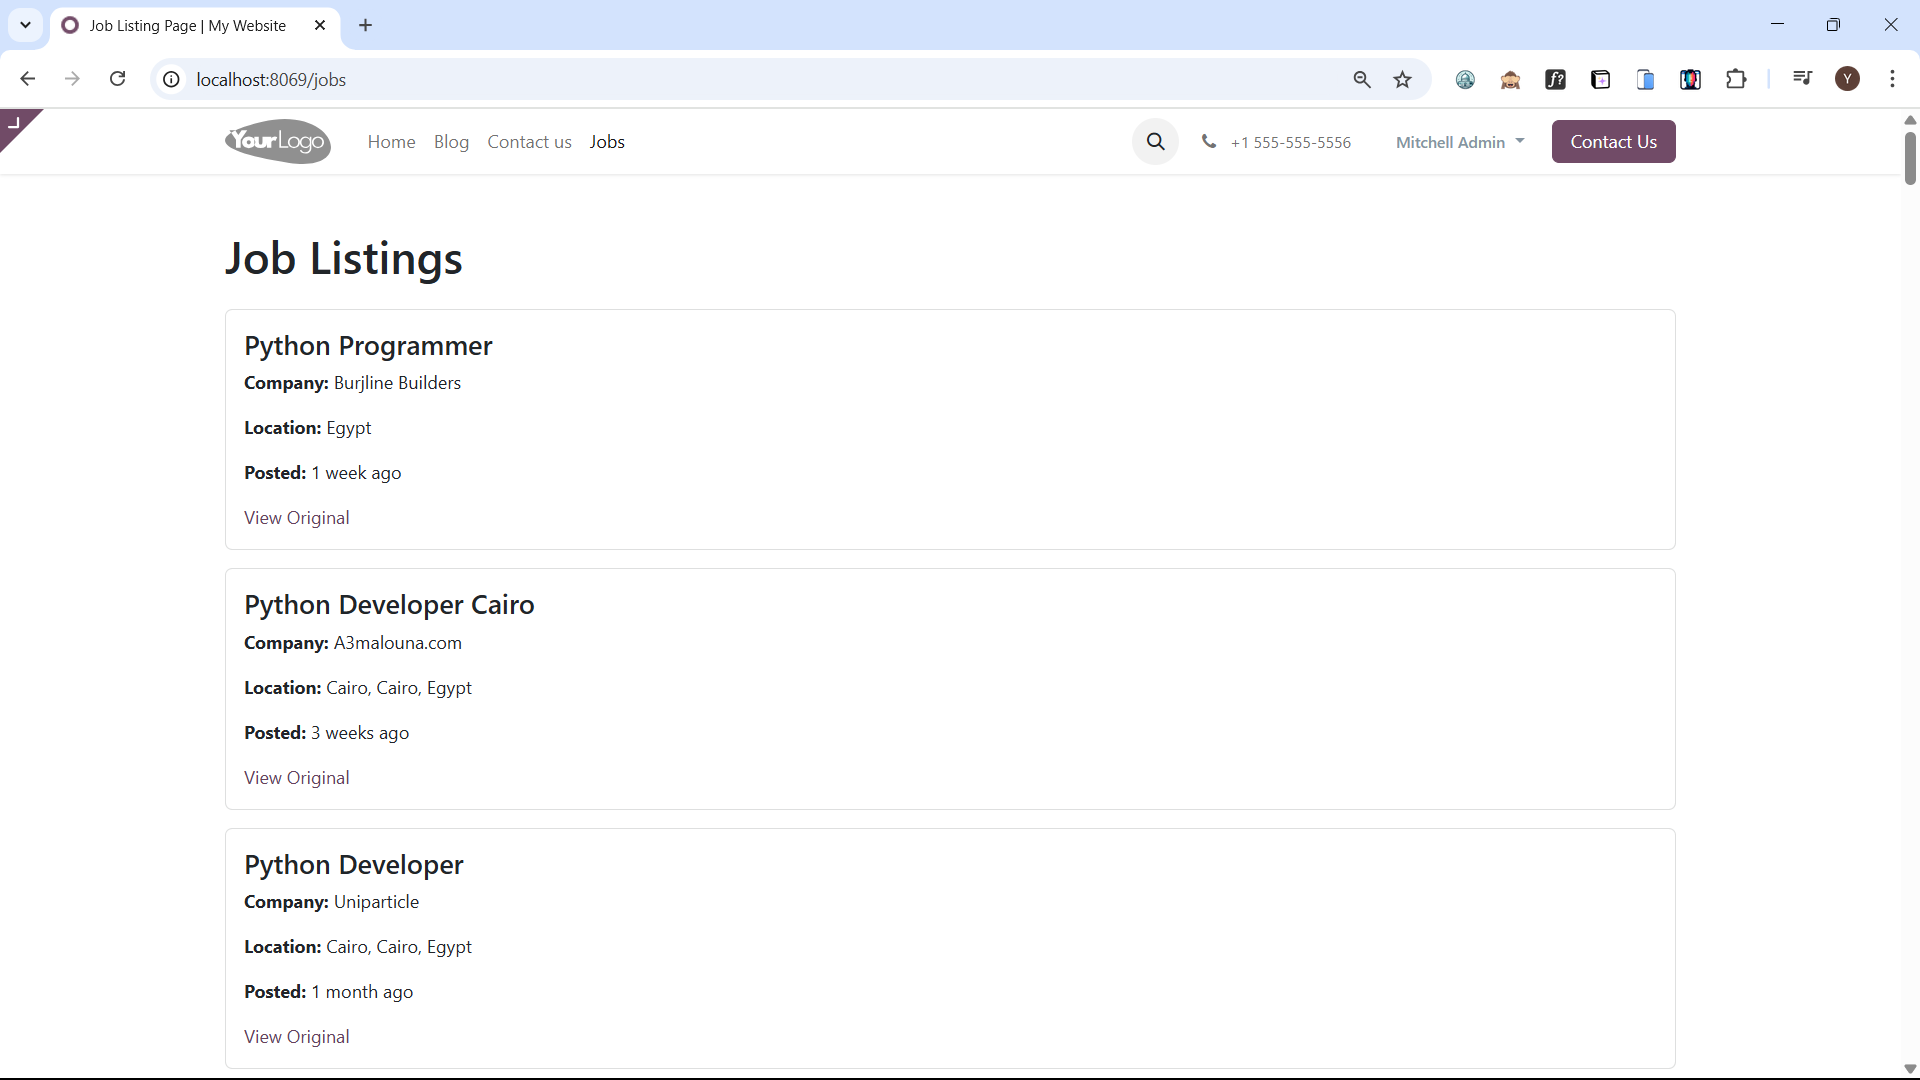 Job Listing Page | My Website
localhost:8069/jobs
f?
Y
YourLogo
Home Blog Contact us Jobs
+1 555-555-5556
Mitchell Admin
Contact Us
Job Listings
Python Programmer
Company: Burjline Builders
Location: Egypt
Posted: 1 week ago
View Original
Python Developer Cairo
Company: A3malouna.com
Location: Cairo, Cairo, Egypt
Posted: 3 weeks ago
View Original
Python Developer
Company: Uniparticle
Location: Cairo, Cairo, Egypt
Posted: 1 month ago
View Original